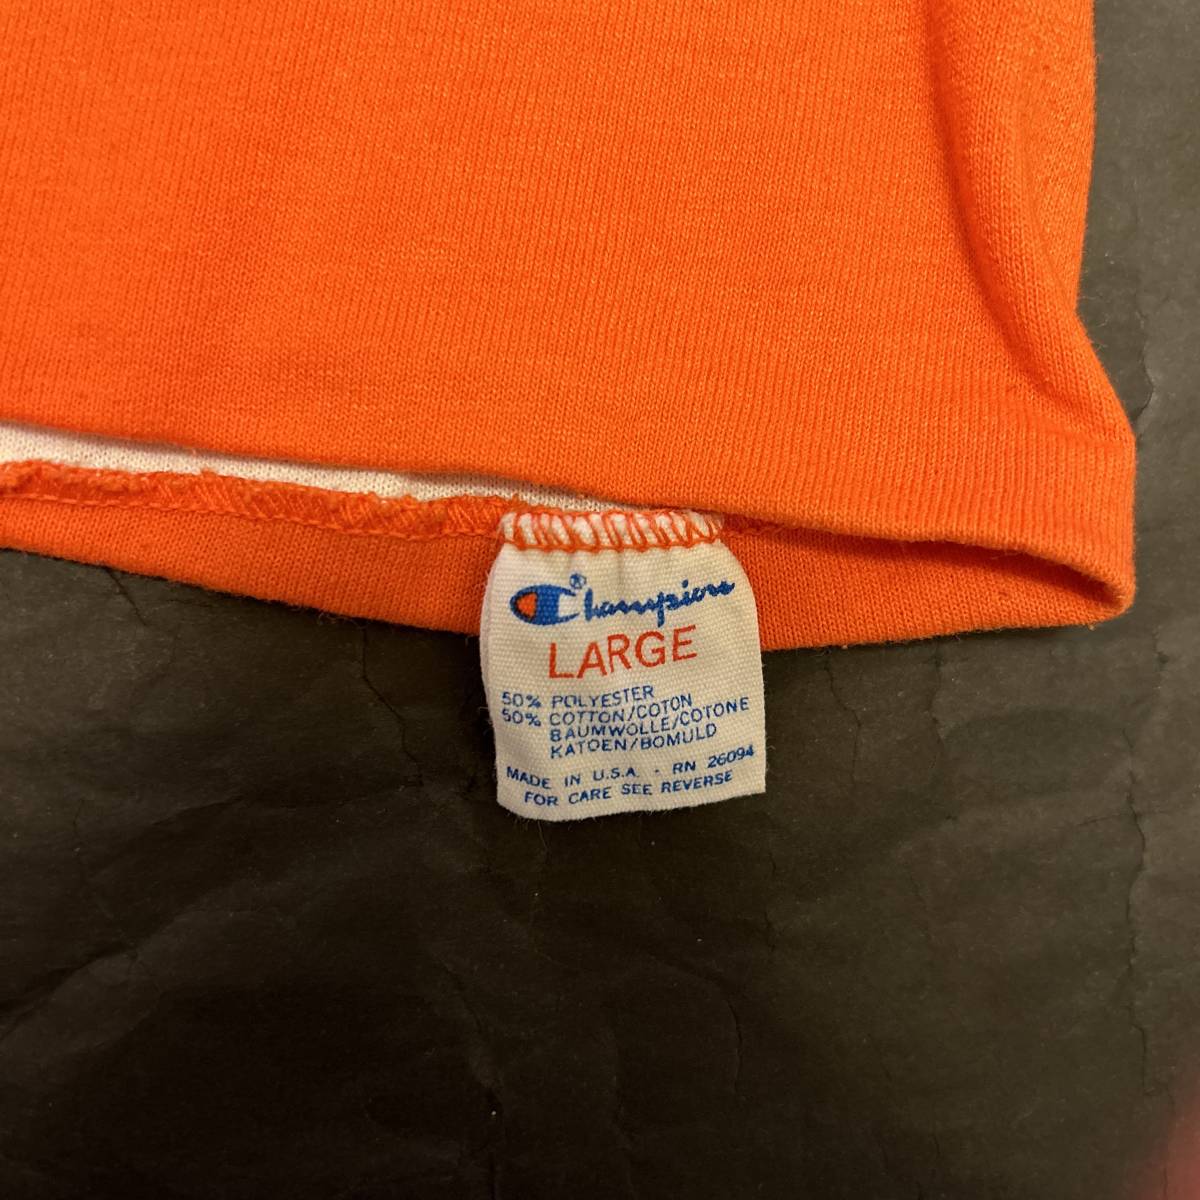 Champion®
LARGE
50% POLYESTER
50% COTTON/COTON
BAUMWOLLE/COTONE
KATOEN/BOMULD
MADE IN U.S.A. - RN 26094
FOR CARE SEE REVERSE